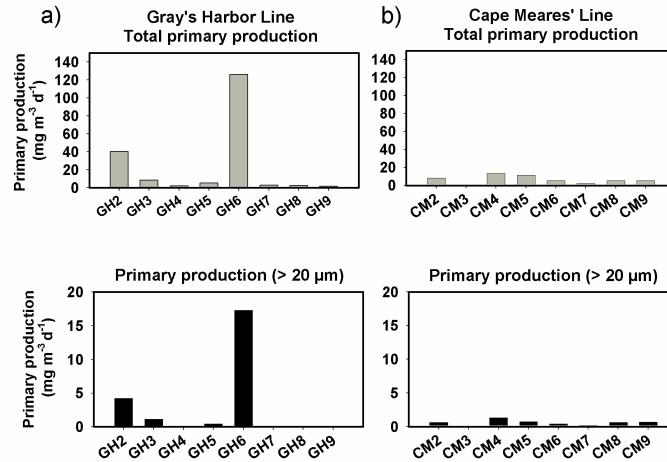 a)
Gray's Harbor Line
Total primary production
Primary production
(mg m-3 d-1)
140
120
100
80
60
40
20
0
GH2 GH3 GH4 GH5 GH6 GH7 GH8 GH9
b)
Cape Meares' Line
Total primary production
140
120
100
80
60
40
20
0
CM2 CM3 CM4 CM5 CM6 CM7 CM8 CM9
Primary production (> 20 µm)
Primary production
(mg m-3 d-1)
20
15
10
5
0
GH2 GH3 GH4 GH5 GH6 GH7 GH8 GH9
Primary production (> 20 µm)
20
15
10
5
0
CM2 CM3 CM4 CM5 CM6 CM7 CM8 CM9